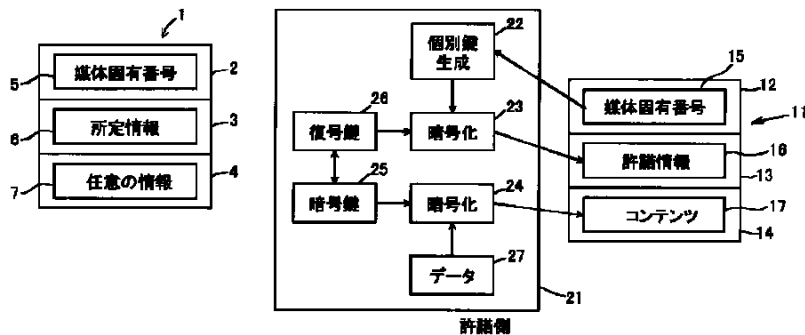 1
5
媒体固有番号
2
6
所定情報
3
7
任意の情報
4
22
個別鍵
生成
26
復号鍵
23
暗号化
25
暗号鍵
24
暗号化
データ
27
21
許諾側
15
媒体固有番号
12
11
許諾情報
16
13
コンテンツ
17
14